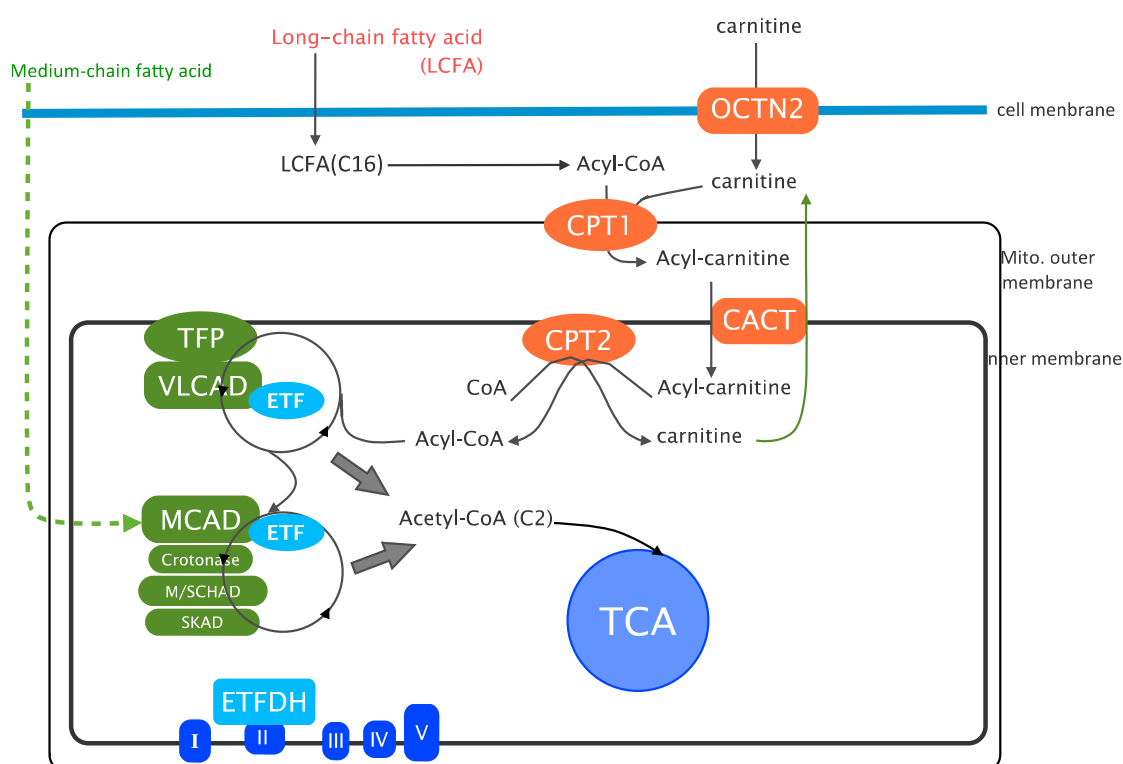 carnitine
Long-chain fatty acid
(LCFA)
Medium-chain fatty acid
OCTN2
cell menbrane
LCFA(C16)
Acyl-CoA
carnitine
CPT1
Acyl-carnitine
Mito. outer
membrane
TFP
CPT2
CACT
nner membrane
VLCAD
ETF
CoA
Acyl-carnitine
Acyl-CoA
carnitine
MCAD
ETF
Acetyl-CoA (C2)
Crotonase
M/SCHAD
SKAD
TCA
ETFDH
I
II
III
IV
V